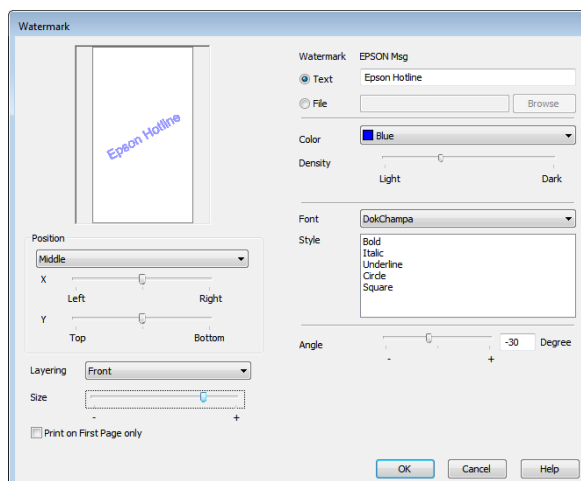 Watermark
Epson Hotline
Position
Middle
X
Left Right
Y
Top Bottom
Layering Front
Size
- +
Print on First Page only
Watermark EPSON Msg
Text Epson Hotline
File Browse
Color Blue
Density
Light Dark
Font DokChampa
Style Bold
Italic
Underline
Circle
Square
Angle -30 Degree
- +
OK Cancel Help